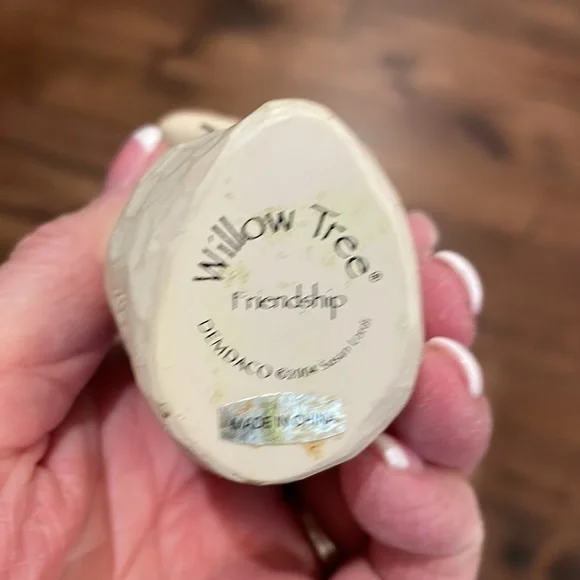 Willow Tree®
Friendship
DEMDACO ©2004 Susan Lordi
MADE IN CHINA